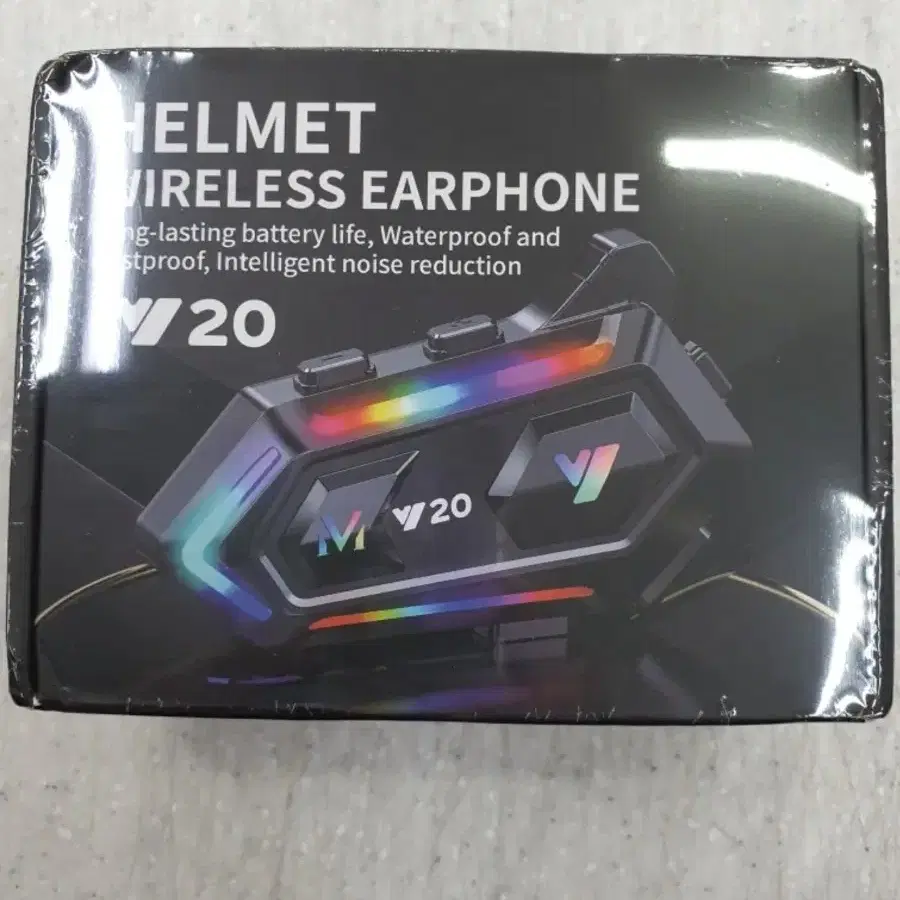 HELMET
WIRELESS EARPHONE
ng-lasting battery life, Waterproof and
stproof, Intelligent noise reduction
Y20
M Y20 Y